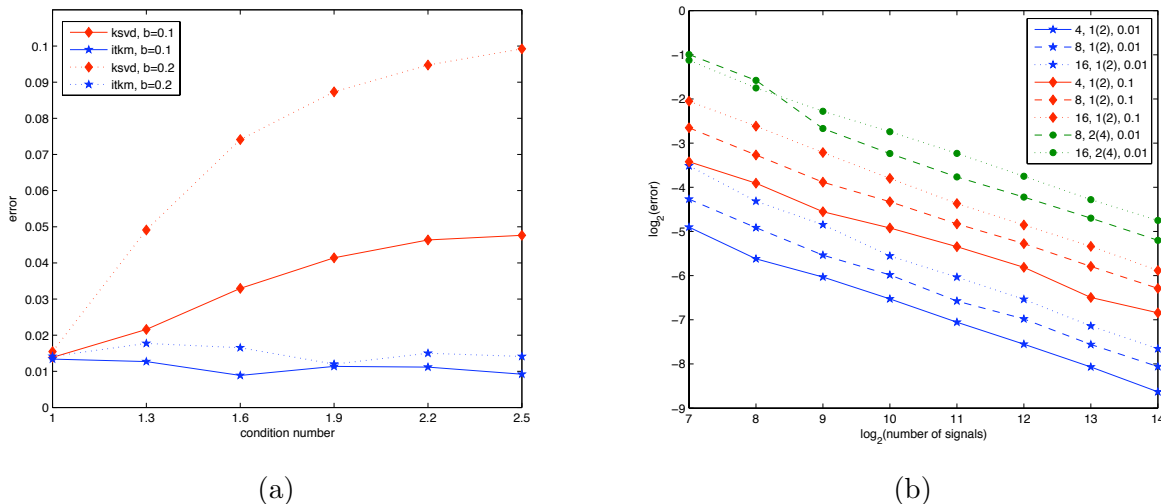 0.1
0.09
0.08
0.07
0.06
0.05
0.04
0.03
0.02
0.01
0
error
1 1.3 1.6 1.9 2.2 2.5
condition number
ksvd, b=0.1
itkm, b=0.1
ksvd, b=0.2
itkm, b=0.2
(a)
0
−1
−2
−3
−4
−5
−6
−7
−8
−9
log2(error)
7 8 9 10 11 12 13 14
log2(number of signals)
4, 1(2), 0.01
8, 1(2), 0.01
16, 1(2), 0.01
4, 1(2), 0.1
8, 1(2), 0.1
16, 1(2), 0.1
8, 2(4), 0.01
16, 2(4), 0.01
(b)